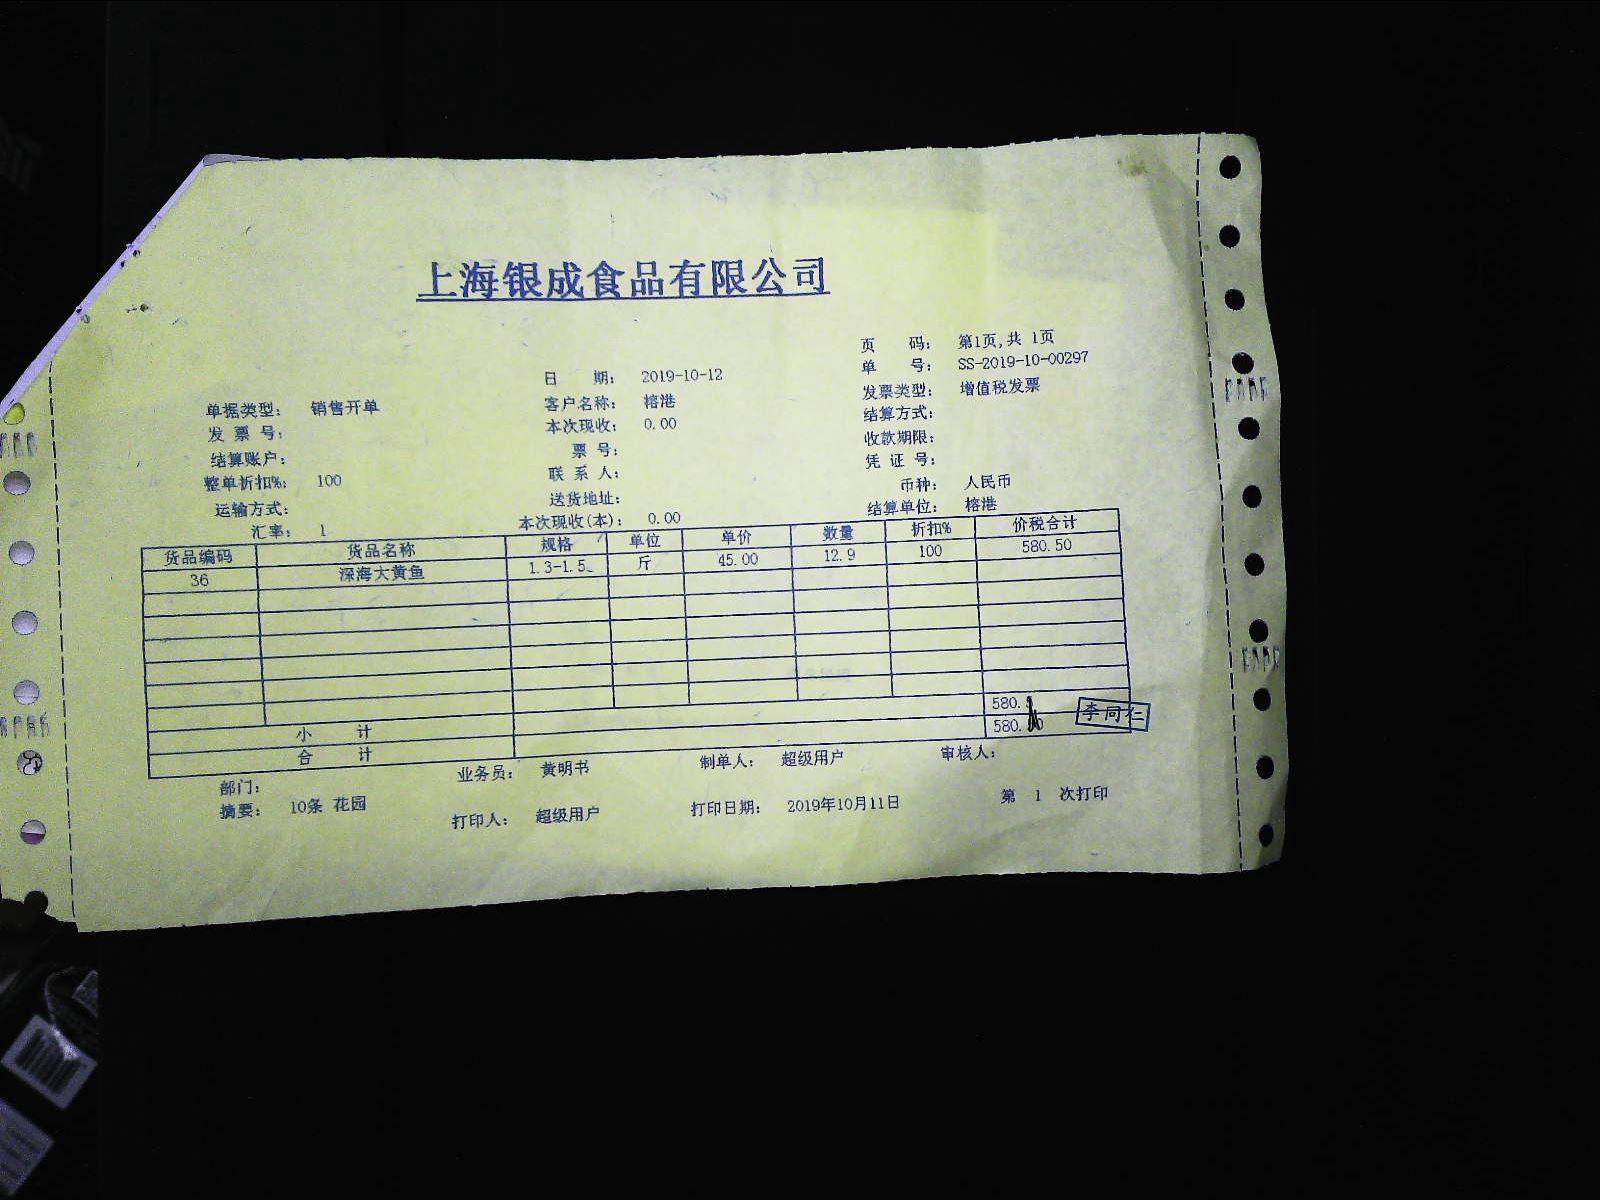 上海银成食品有限公司
页 码: 第1页,共 1页
日 期: 2019-10-12 单 号: SS-2019-10-00297
单据类型: 销售开单 客户名称: 榕港 发票类型: 增值税发票
发 票 号: 本次现收: 0.00 结算方式:
结算账户: 票 号: 收款期限:
整单折扣%: 100 联 系 人: 凭 证 号:
运输方式: 送货地址: 币种: 人民币
汇率: 1 本次现收(本): 0.00 结算单位: 榕港
货品编码 货品名称 规格 单位 单价 数量 折扣% 价税合计
36 深海大黄鱼 1.3-1.5 斤 45.00 12.9 100 580.50
小 计 580.
合 计 580.
李同仁
部门: 业务员: 黄明书 制单人: 超级用户 审核人:
摘要: 10条 花园 打印人: 超级用户 打印日期: 2019年10月11日 第 1 次打印